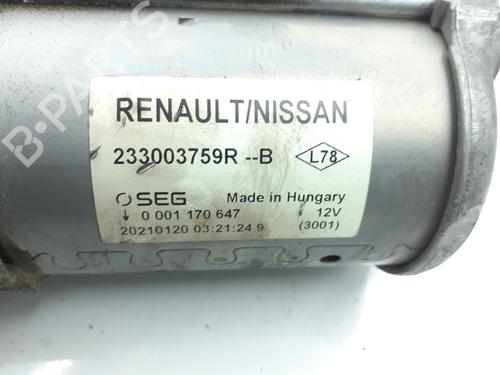 RENAULT/NISSAN
233003759R --B L78
SEG Made in Hungary
0 001 170 647 12V
20210120 03:21:24 9 (3001)
B-PARTS